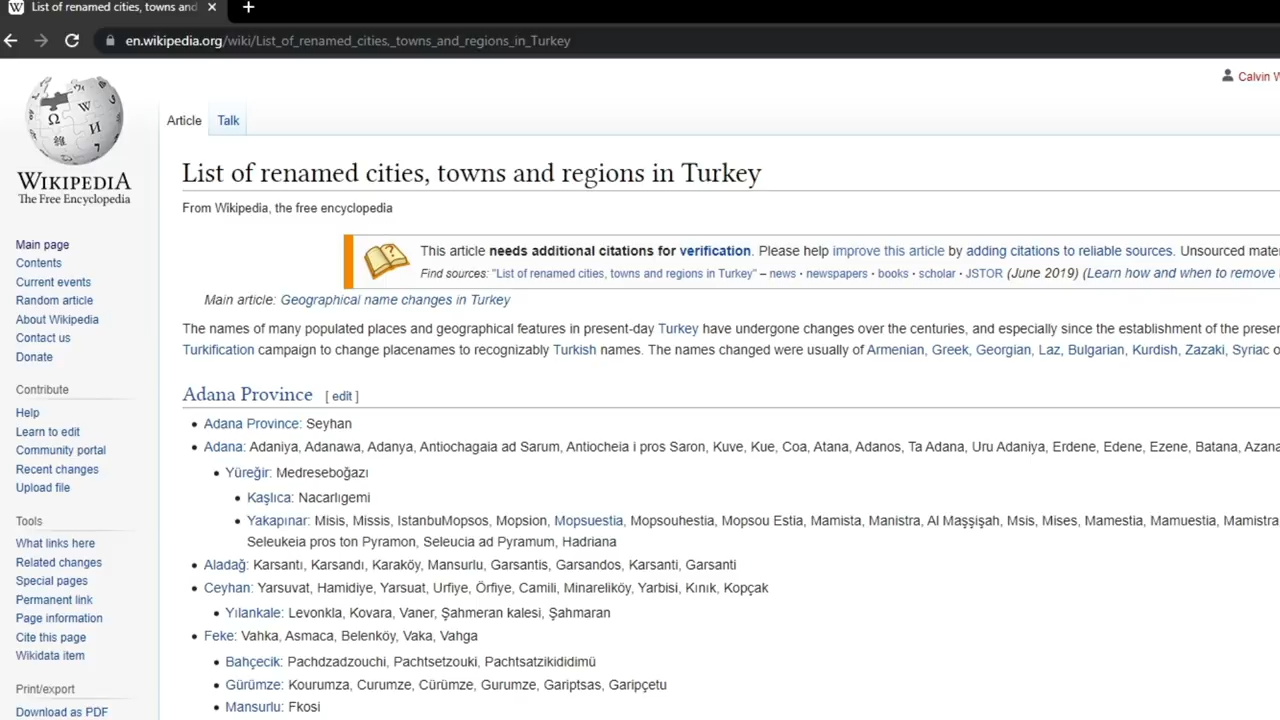 List of renamed cities, towns and
en.wikipedia.org/wiki/List_of_renamed_cities,_towns_and_regions_in_Turkey
Calvin W
WIKIPEDIA
The Free Encyclopedia
Main page
Contents
Current events
Random article
About Wikipedia
Contact us
Donate
Contribute
Help
Learn to edit
Community portal
Recent changes
Upload file
Tools
What links here
Related changes
Special pages
Permanent link
Page information
Cite this page
Wikidata item
Print/export
Download as PDF
Article Talk
List of renamed cities, towns and regions in Turkey
From Wikipedia, the free encyclopedia
This article needs additional citations for verification. Please help improve this article by adding citations to reliable sources. Unsourced mater
Find sources: "List of renamed cities, towns and regions in Turkey" – news · newspapers · books · scholar · JSTOR (June 2019) (Learn how and when to remove
Main article: Geographical name changes in Turkey
The names of many populated places and geographical features in present-day Turkey have undergone changes over the centuries, and especially since the establishment of the presen
Turkification campaign to change placenames to recognizably Turkish names. The names changed were usually of Armenian, Greek, Georgian, Laz, Bulgarian, Kurdish, Zazaki, Syriac o
Adana Province [ edit ]
• Adana Province: Seyhan
• Adana: Adaniya, Adanawa, Adanya, Antiochagaia ad Sarum, Antiocheia i pros Saron, Kuve, Kue, Coa, Atana, Adanos, Ta Adana, Uru Adaniya, Erdene, Edene, Ezene, Batana, Azana
• Yüreğir: Medreseboğazı
• Kaşlıca: Nacarlıgemi
• Yakapınar: Misis, Missis, IstanbuMopsos, Mopsion, Mopsuestia, Mopsouhestia, Mopsou Estia, Mamista, Manistra, Al Maşşişah, Msis, Mises, Mamestia, Mamuestia, Mamistra
Seleukeia pros ton Pyramon, Seleucia ad Pyramum, Hadriana
• Aladağ: Karsantı, Karsandı, Karaköy, Mansurlu, Garsantis, Garsandos, Karsanti, Garsanti
• Ceyhan: Yarsuvat, Hamidiye, Yarsuat, Urfiye, Örfiye, Camili, Minareliköy, Yarbisi, Kınık, Kopçak
• Yılankale: Levonkla, Kovara, Vaner, Şahmeran kalesi, Şahmaran
• Feke: Vahka, Asmaca, Belenköy, Vaka, Vahga
• Bahçecik: Pachdzadzouchi, Pachtsetzouki, Pachtsatzikididimü
• Gürümze: Kourumza, Curumze, Cürümze, Gurumze, Gariptsas, Garipçetu
• Mansurlu: Fkosi